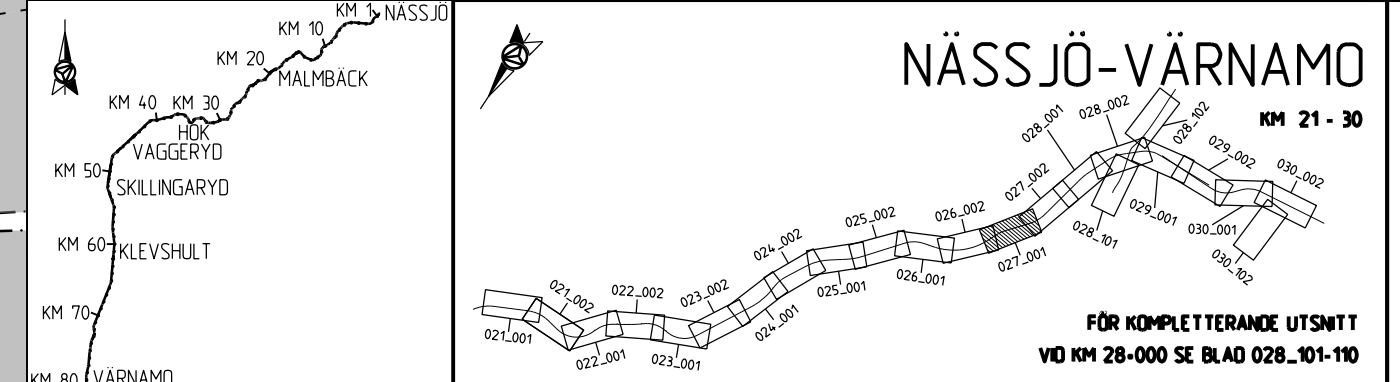 KM 1
NÄSSJÖ
KM 10
KM 20
MALMBÄCK
KM 40
KM 30
HOK
VAGGERYD
KM 50
SKILLINGARYD
KM 60
KLEVSHULT
KM 70
KM 80
VÄRNAMO
NÄSSJÖ-VÄRNAMO
KM 21 - 30
021_001
021_002
022_001
022_002
023_001
023_002
024_001
024_002
025_001
025_002
026_001
026_002
027_001
027_002
028_001
028_002
028_101
028_102
029_001
029_002
030_001
030_002
030_102
FÖR KOMPLETTERANDE UTSNITT
VID KM 28+000 SE BLAD 028_101-110